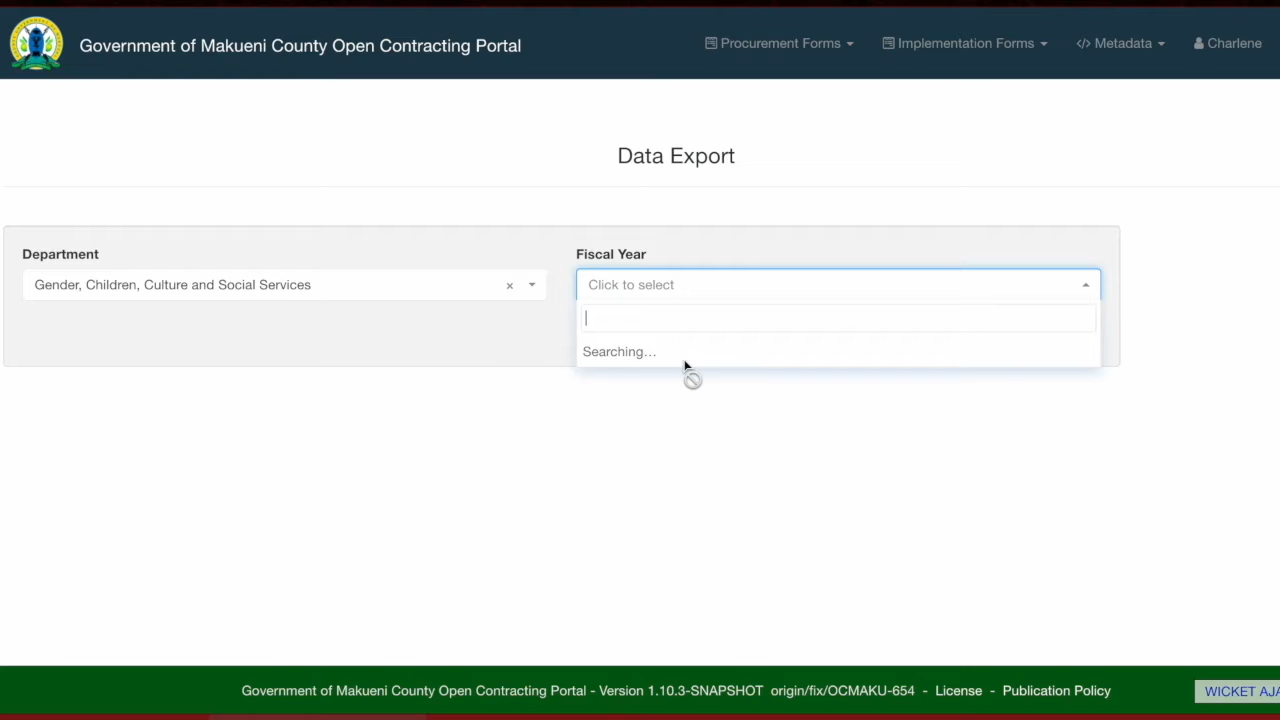 Government of Makueni County Open Contracting Portal
Procurement Forms
Implementation Forms
</> Metadata
Charlene
Data Export
Department
Fiscal Year
Gender, Children, Culture and Social Services
×
Click to select
Searching…
Government of Makueni County Open Contracting Portal - Version 1.10.3-SNAPSHOT origin/fix/OCMAKU-654 - License - Publication Policy
WICKET AJA